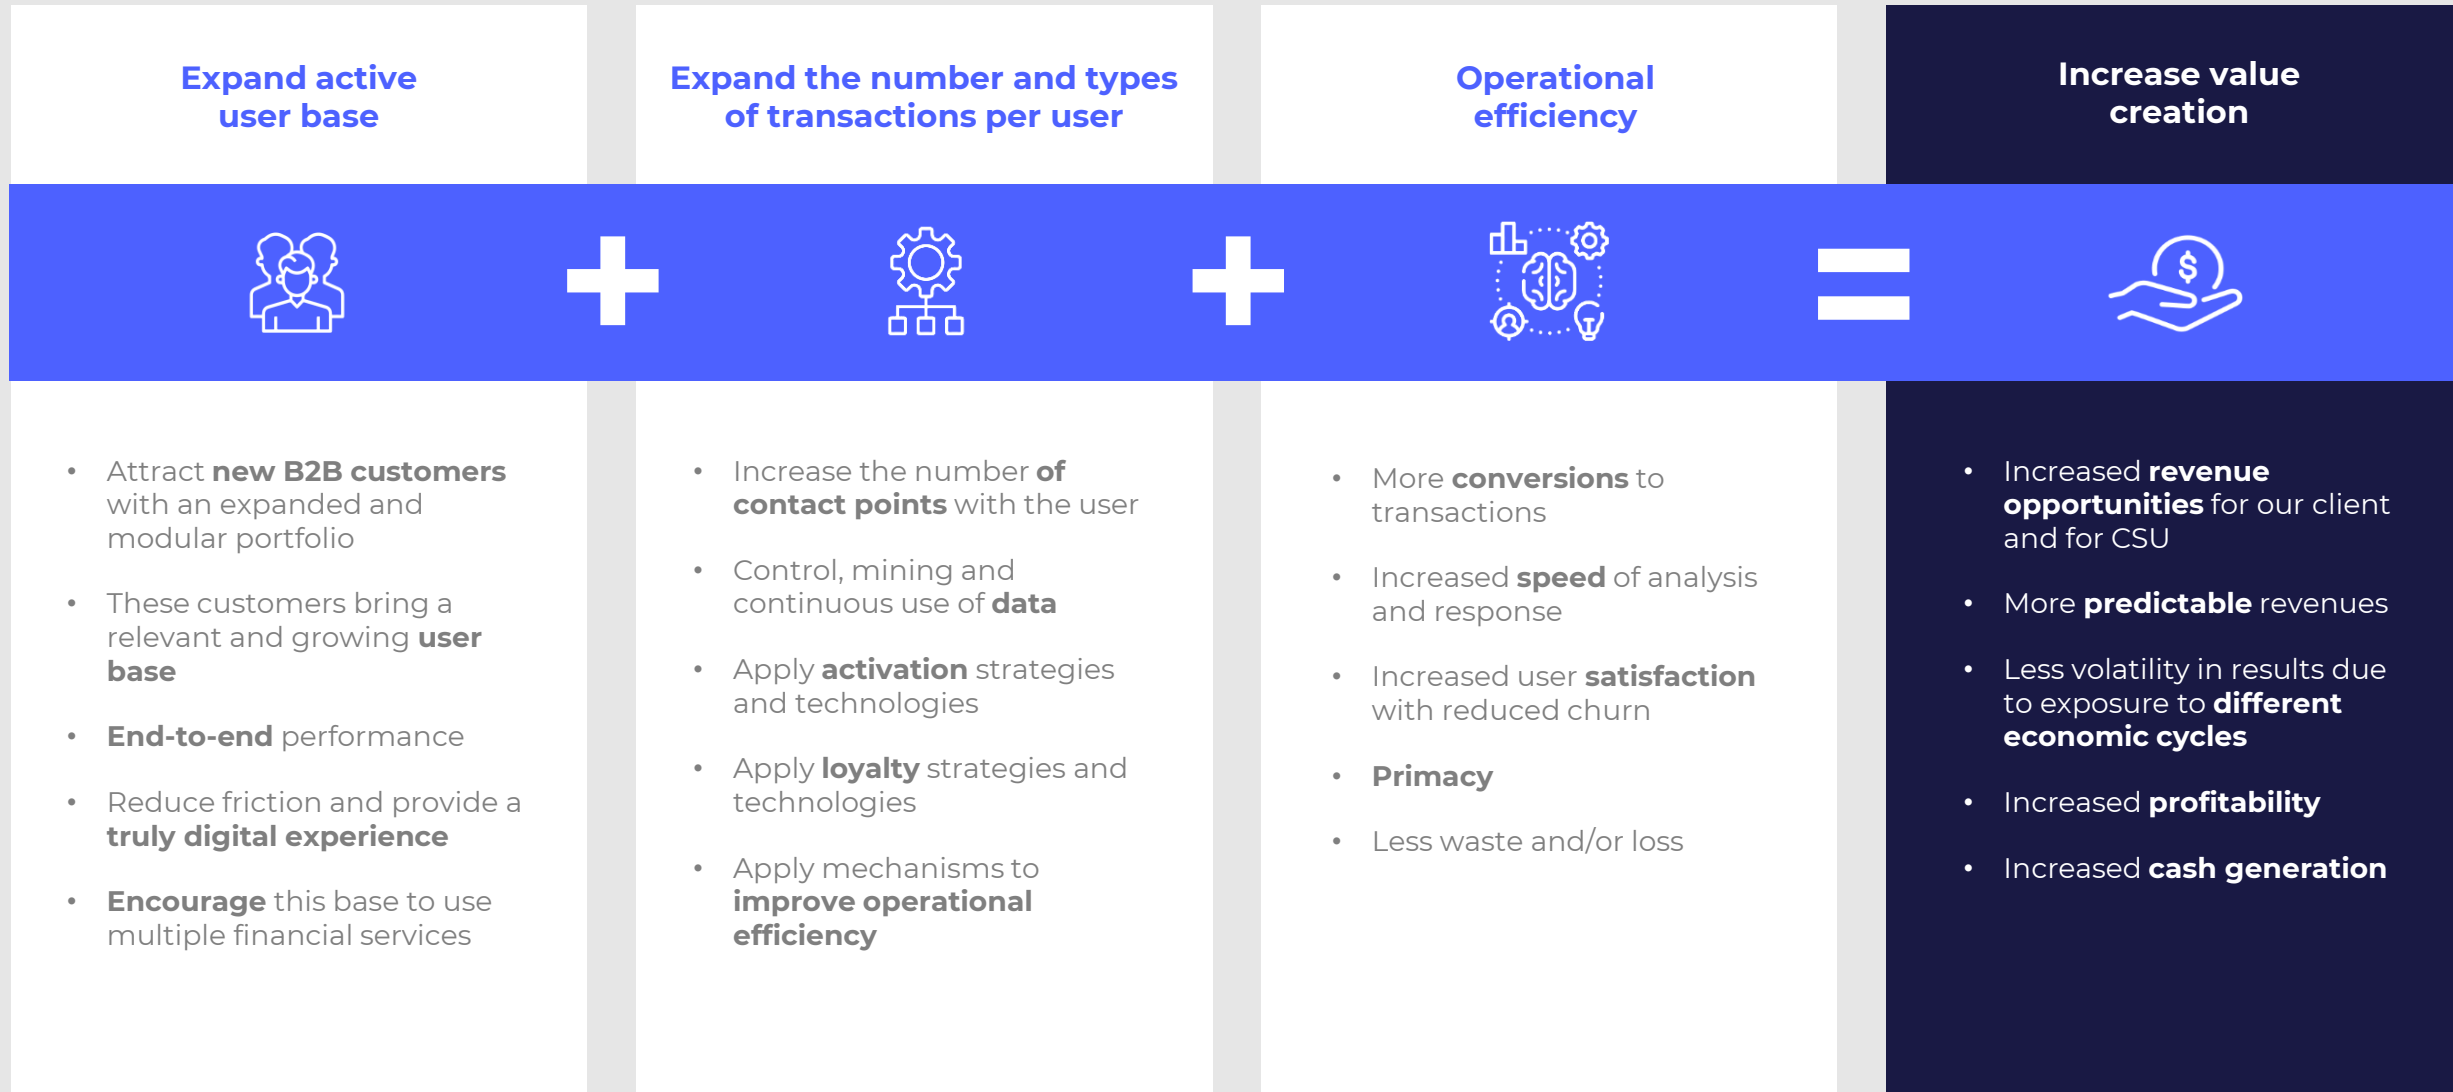 Expand active
user base
Expand the number and types
of transactions per user
Operational
efficiency
Increase value
creation
$
• Attract new B2B customers
with an expanded and
modular portfolio
• These customers bring a
relevant and growing user
base
• End-to-end performance
• Reduce friction and provide a
truly digital experience
• Encourage this base to use
multiple financial services
• Increase the number of
contact points with the user
• Control, mining and
continuous use of data
• Apply activation strategies
and technologies
• Apply loyalty strategies and
technologies
• Apply mechanisms to
improve operational
efficiency
• More conversions to
transactions
• Increased speed of analysis
and response
• Increased user satisfaction
with reduced churn
• Primacy
• Less waste and/or loss
• Increased revenue
opportunities for our client
and for CSU
• More predictable revenues
• Less volatility in results due
to exposure to different
economic cycles
• Increased profitability
• Increased cash generation